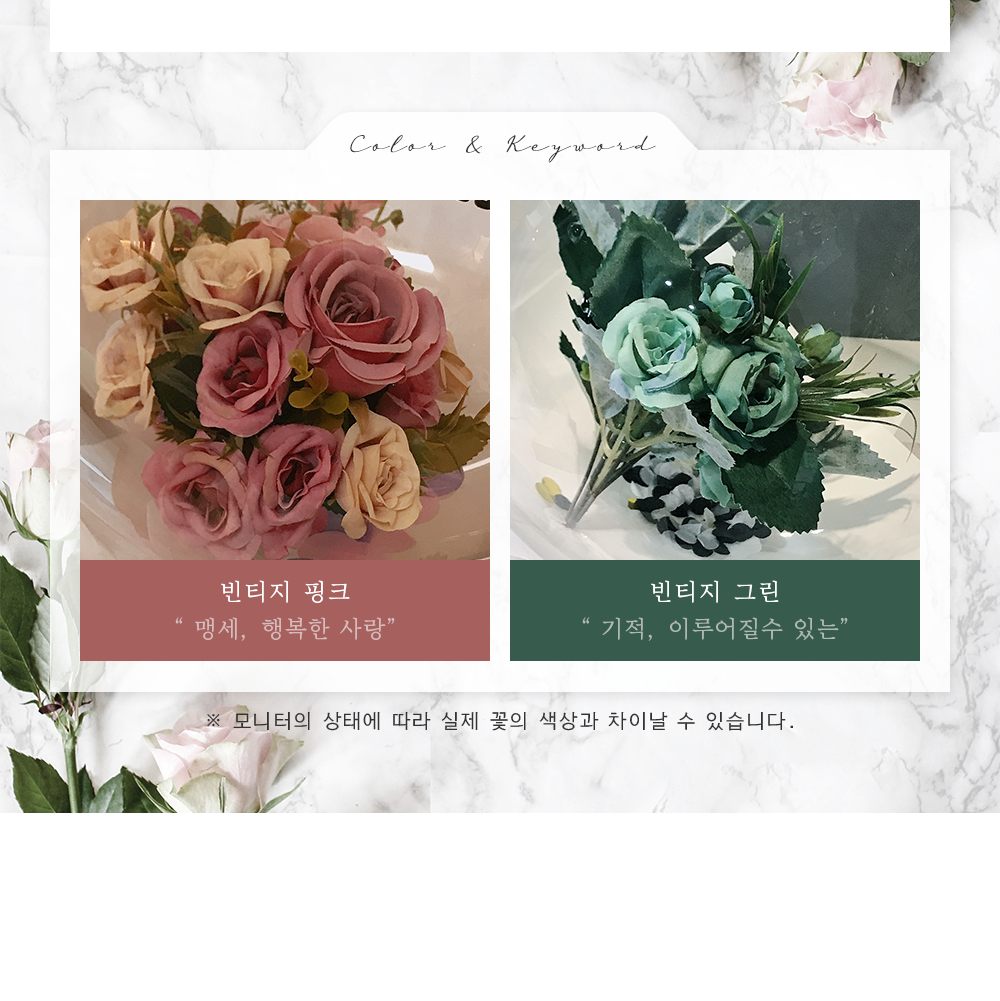 Color & Keyword
빈티지 핑크
“ 맹세, 행복한 사랑”
빈티지 그린
“ 기적, 이루어질수 있는”
※ 모니터의 상태에 따라 실제 꽃의 색상과 차이날 수 있습니다.